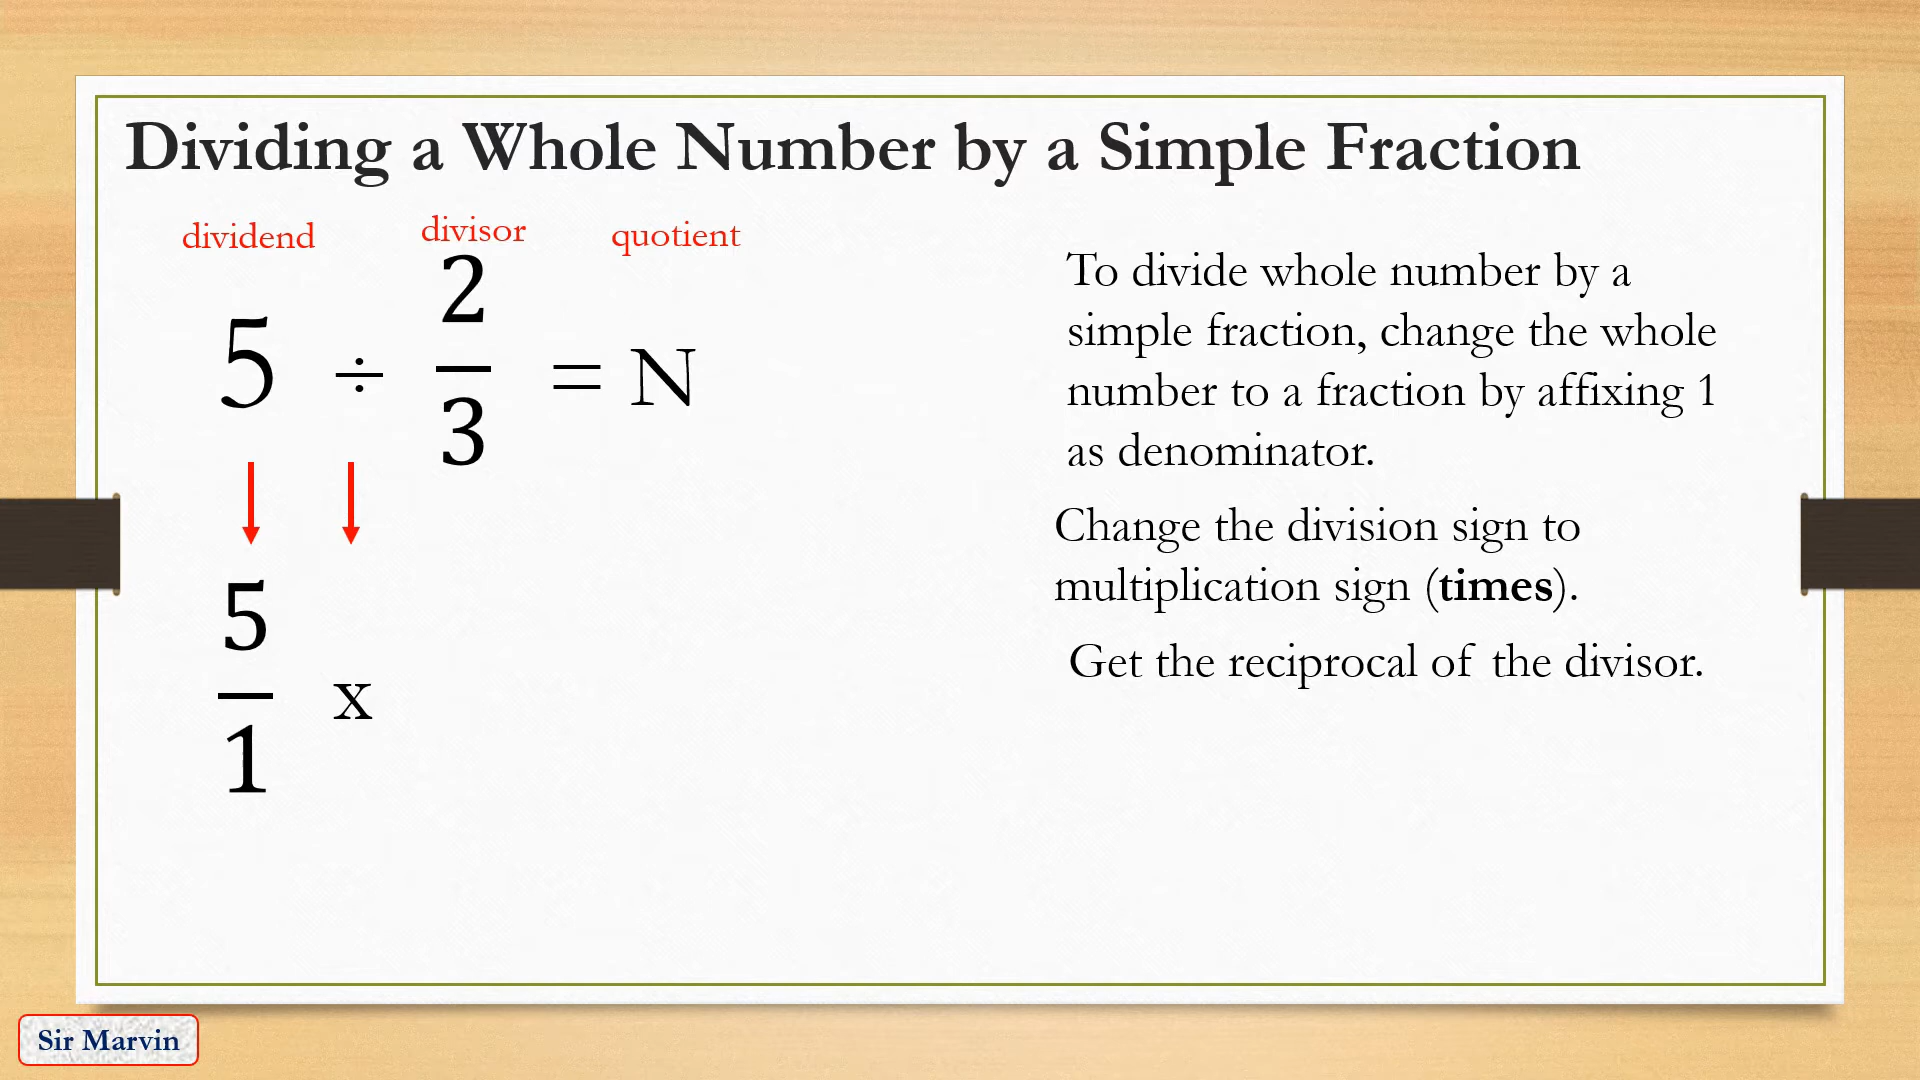 Dividing a Whole Number by a Simple Fraction
dividend divisor quotient
5 ÷ 2/3 = N
5/1 x
To divide whole number by a
simple fraction, change the whole
number to a fraction by affixing 1
as denominator.
Change the division sign to
multiplication sign (times).
Get the reciprocal of the divisor.
Sir Marvin